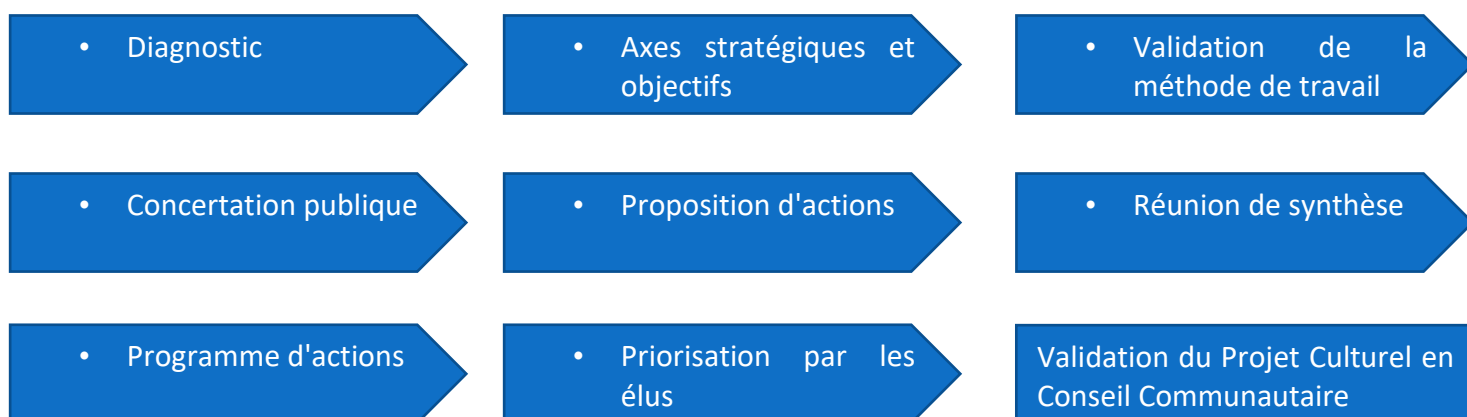 • Diagnostic
• Axes stratégiques et
objectifs
• Validation de la
méthode de travail
• Concertation publique
• Proposition d'actions
• Réunion de synthèse
• Programme d'actions
• Priorisation par les
élus
Validation du Projet Culturel en
Conseil Communautaire